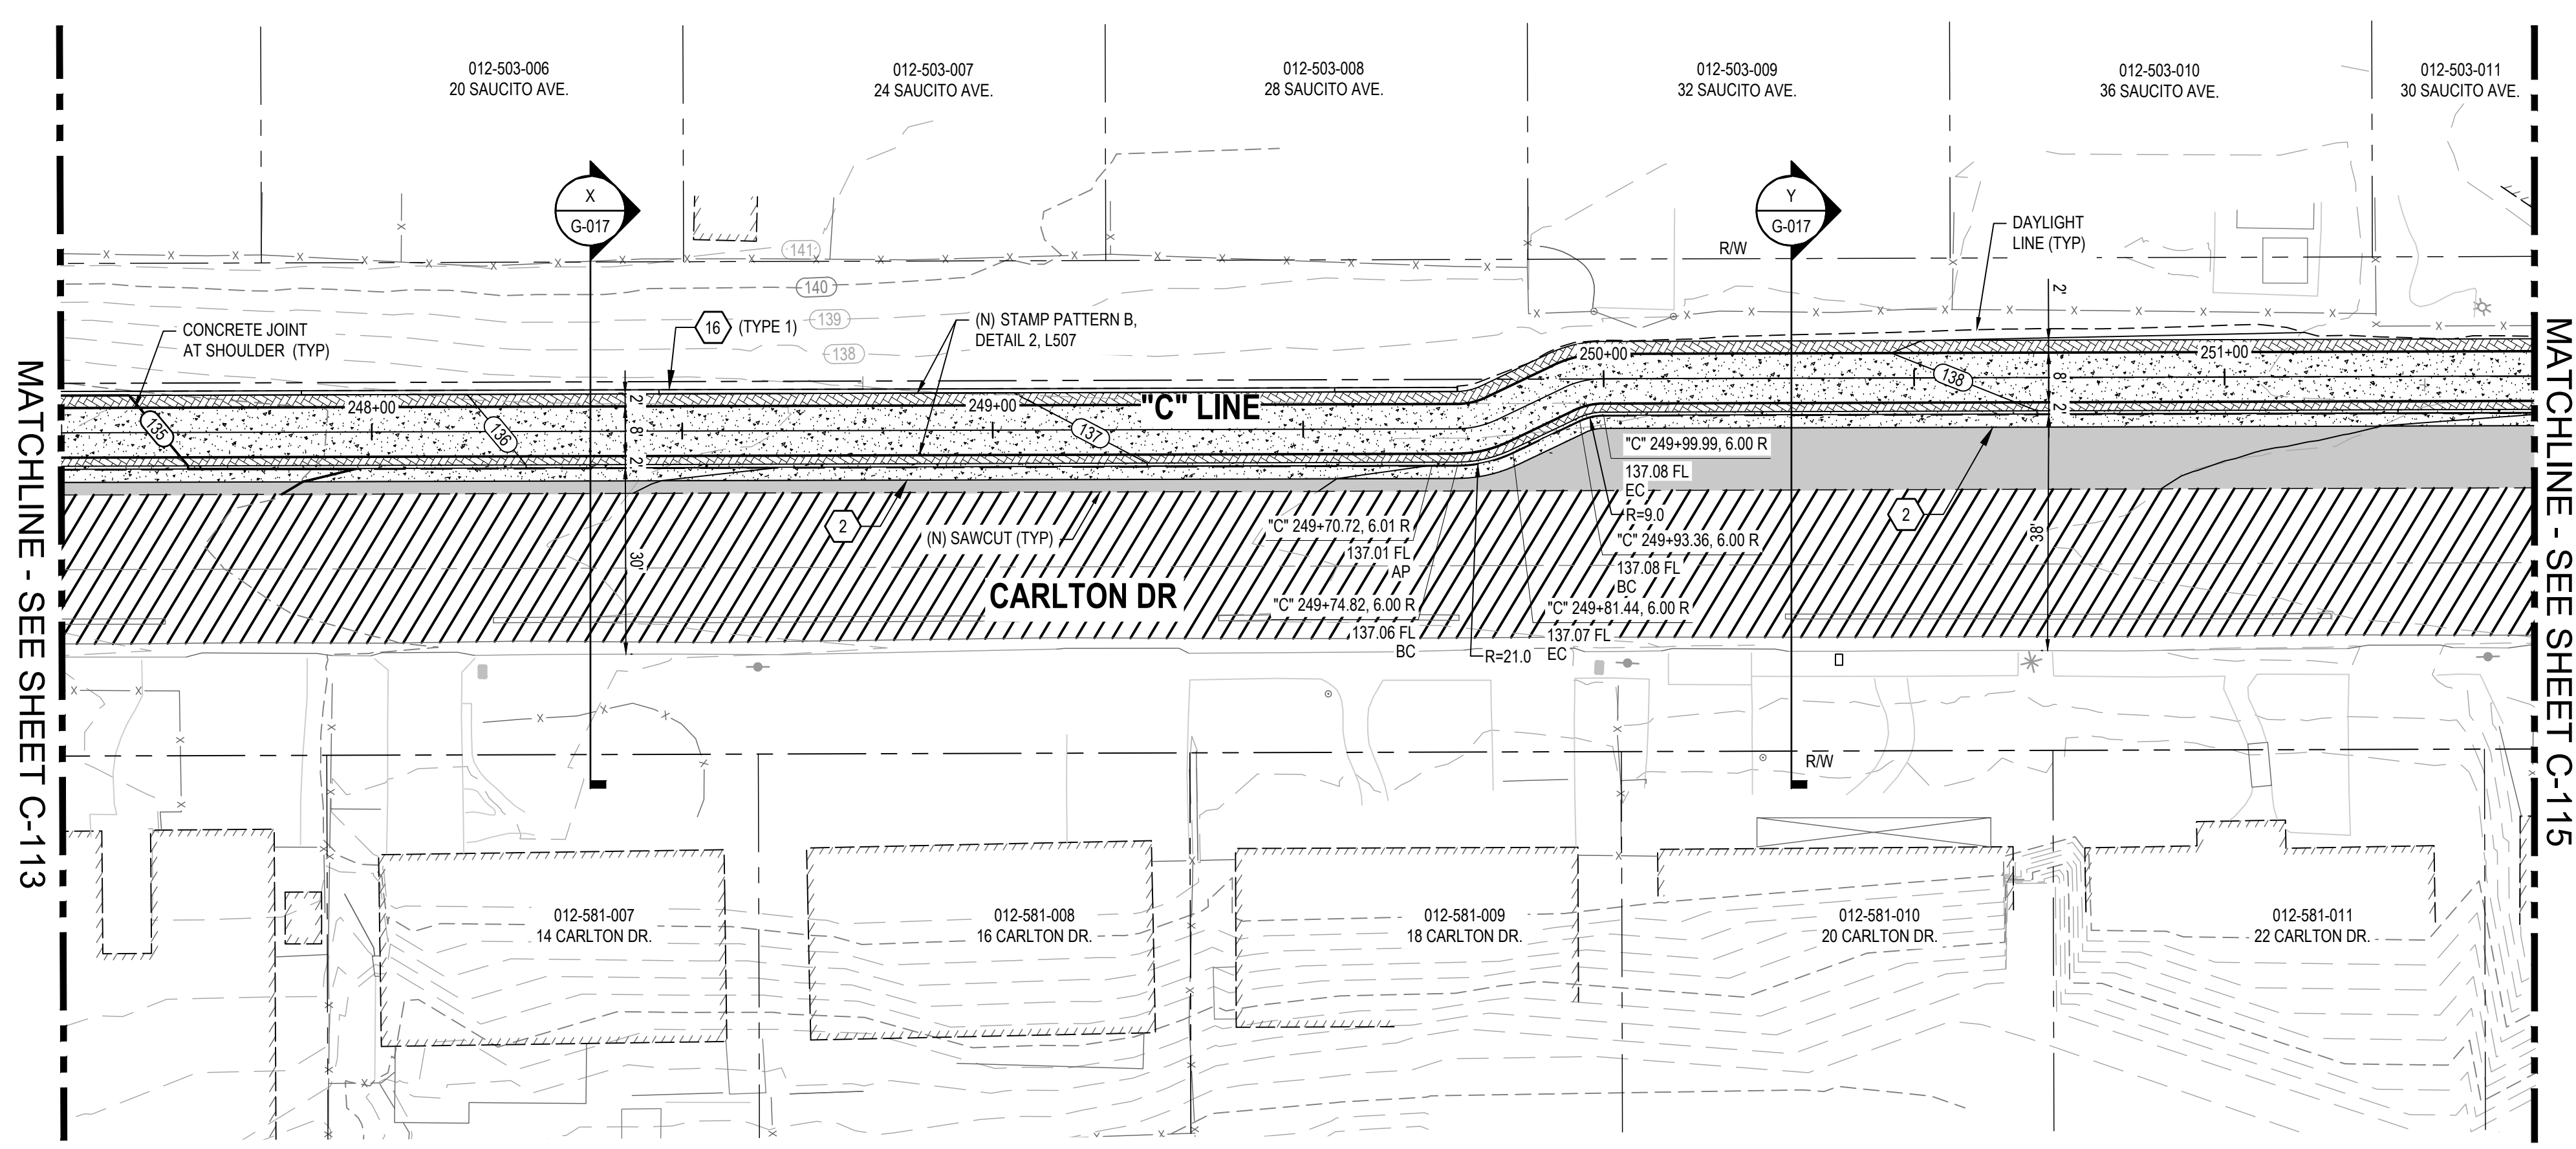 012-503-006
20 SAUCITO AVE.
012-503-007
24 SAUCITO AVE.
012-503-008
28 SAUCITO AVE.
012-503-009
32 SAUCITO AVE.
012-503-010
36 SAUCITO AVE.
012-503-011
30 SAUCITO AVE.
X
G-017
Y
G-017
R/W
DAYLIGHT
LINE (TYP)
141
140
139
138
2'
CONCRETE JOINT
AT SHOULDER (TYP)
16
(TYPE 1)
(N) STAMP PATTERN B,
DETAIL 2, L507
MATCHLINE - SEE SHEET C-113
MATCHLINE - SEE SHEET C-115
248+00
249+00
"C" LINE
250+00
251+00
135
136
137
138
2'
8'
2'
8'
2'
30'
38'
2
(N) SAWCUT (TYP)
2
CARLTON DR
"C" 249+70.72, 6.01 R
137.01 FL
AP
"C" 249+74.82, 6.00 R
137.06 FL
BC
R=21.0
"C" 249+99.99, 6.00 R
137.08 FL
EC
R=9.0
"C" 249+93.36, 6.00 R
137.08 FL
BC
"C" 249+81.44, 6.00 R
137.07 FL
EC
R/W
012-581-007
14 CARLTON DR.
012-581-008
16 CARLTON DR.
012-581-009
18 CARLTON DR.
012-581-010
20 CARLTON DR.
012-581-011
22 CARLTON DR.